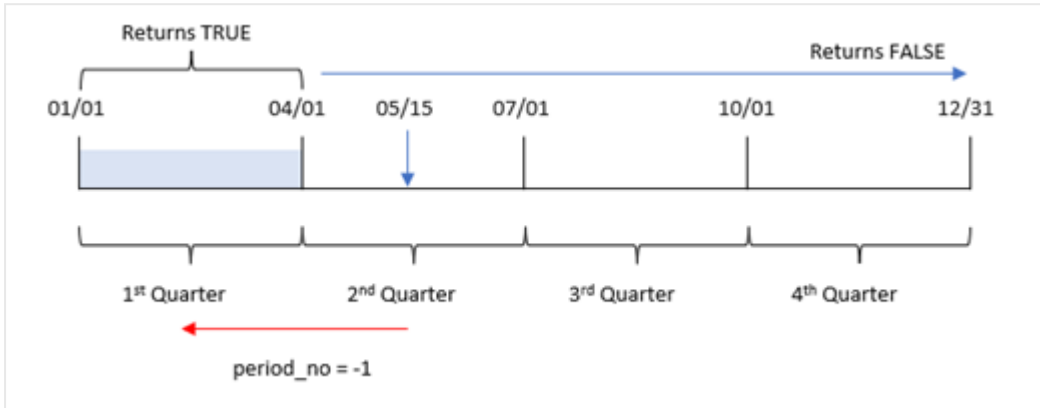 Returns TRUE
Returns FALSE
01/01 04/01 05/15 07/01 10/01 12/31
1st Quarter 2nd Quarter 3rd Quarter 4th Quarter
period_no = -1